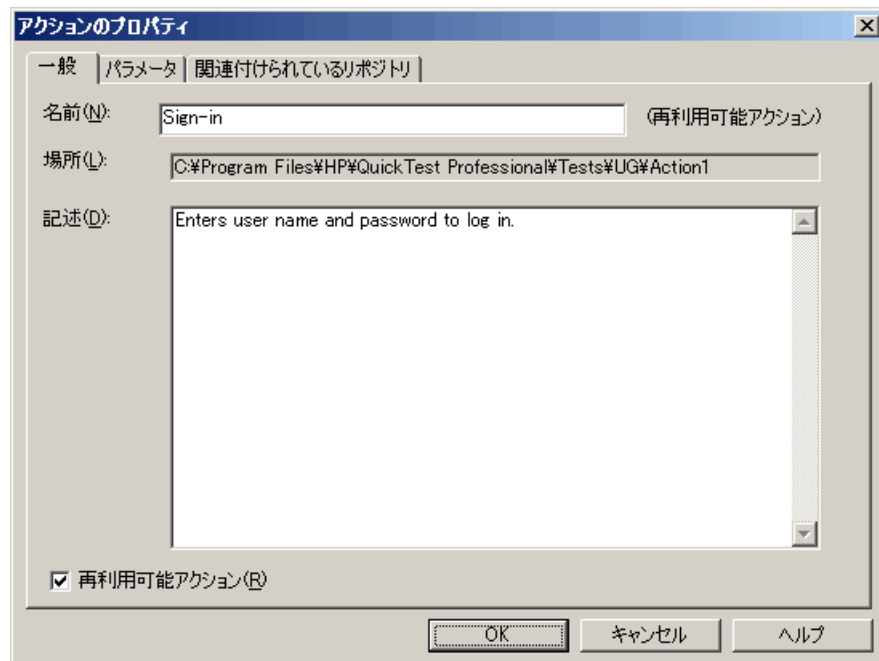 アクションのプロパティ
一般 パラメータ 関連付けられているリポジトリ
名前(N): Sign-in (再利用可能アクション)
場所(L): C:¥Program Files¥HP¥QuickTest Professional¥Tests¥UG¥Action1
記述(D): Enters user name and password to log in.
再利用可能アクション(R)
OK キャンセル ヘルプ